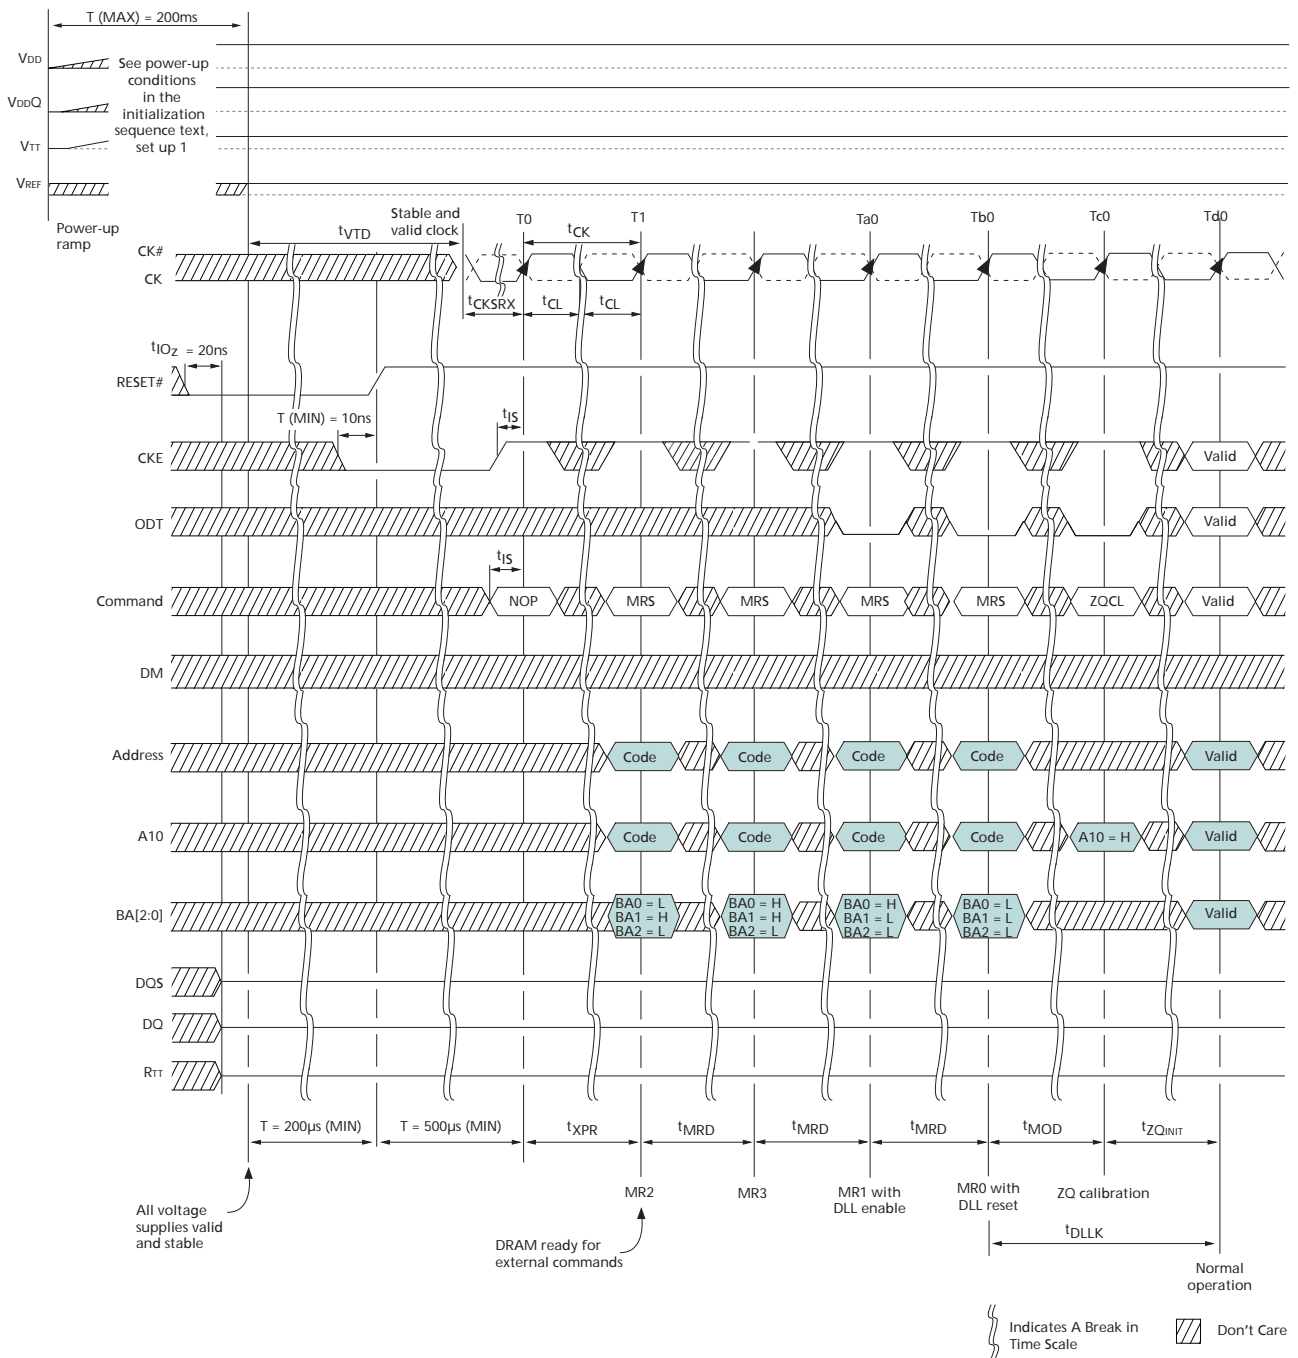 T (MAX) = 200ms
VDD
See power-up
conditions
in the
initialization
sequence text,
set up 1
VDDQ
VTT
VREF
Power-up
ramp
Stable and
valid clock
T0
T1
Ta0
Tb0
Tc0
Td0
tVTD
tCK
CK#
CK
tCKSRX
tCL
tCL
tIOz = 20ns
RESET#
T (MIN) = 10ns
tIS
CKE
Valid
ODT
Valid
tIS
Command
NOP
MRS
MRS
MRS
MRS
ZQCL
Valid
DM
Address
Code
Code
Code
Code
Valid
A10
Code
Code
Code
Code
A10 = H
Valid
BA[2:0]
BA0 = L
BA1 = H
BA2 = L
BA0 = H
BA1 = H
BA2 = L
BA0 = H
BA1 = L
BA2 = L
BA0 = L
BA1 = L
BA2 = L
Valid
DQS
DQ
RTT
T = 200µs (MIN)
T = 500µs (MIN)
tXPR
tMRD
tMRD
tMRD
tMOD
tZQINIT
MR2
MR3
MR1 with
DLL enable
MR0 with
DLL reset
ZQ calibration
All voltage
supplies valid
and stable
DRAM ready for
external commands
tDLLK
Normal
operation
Indicates A Break in
Time Scale
Don't Care